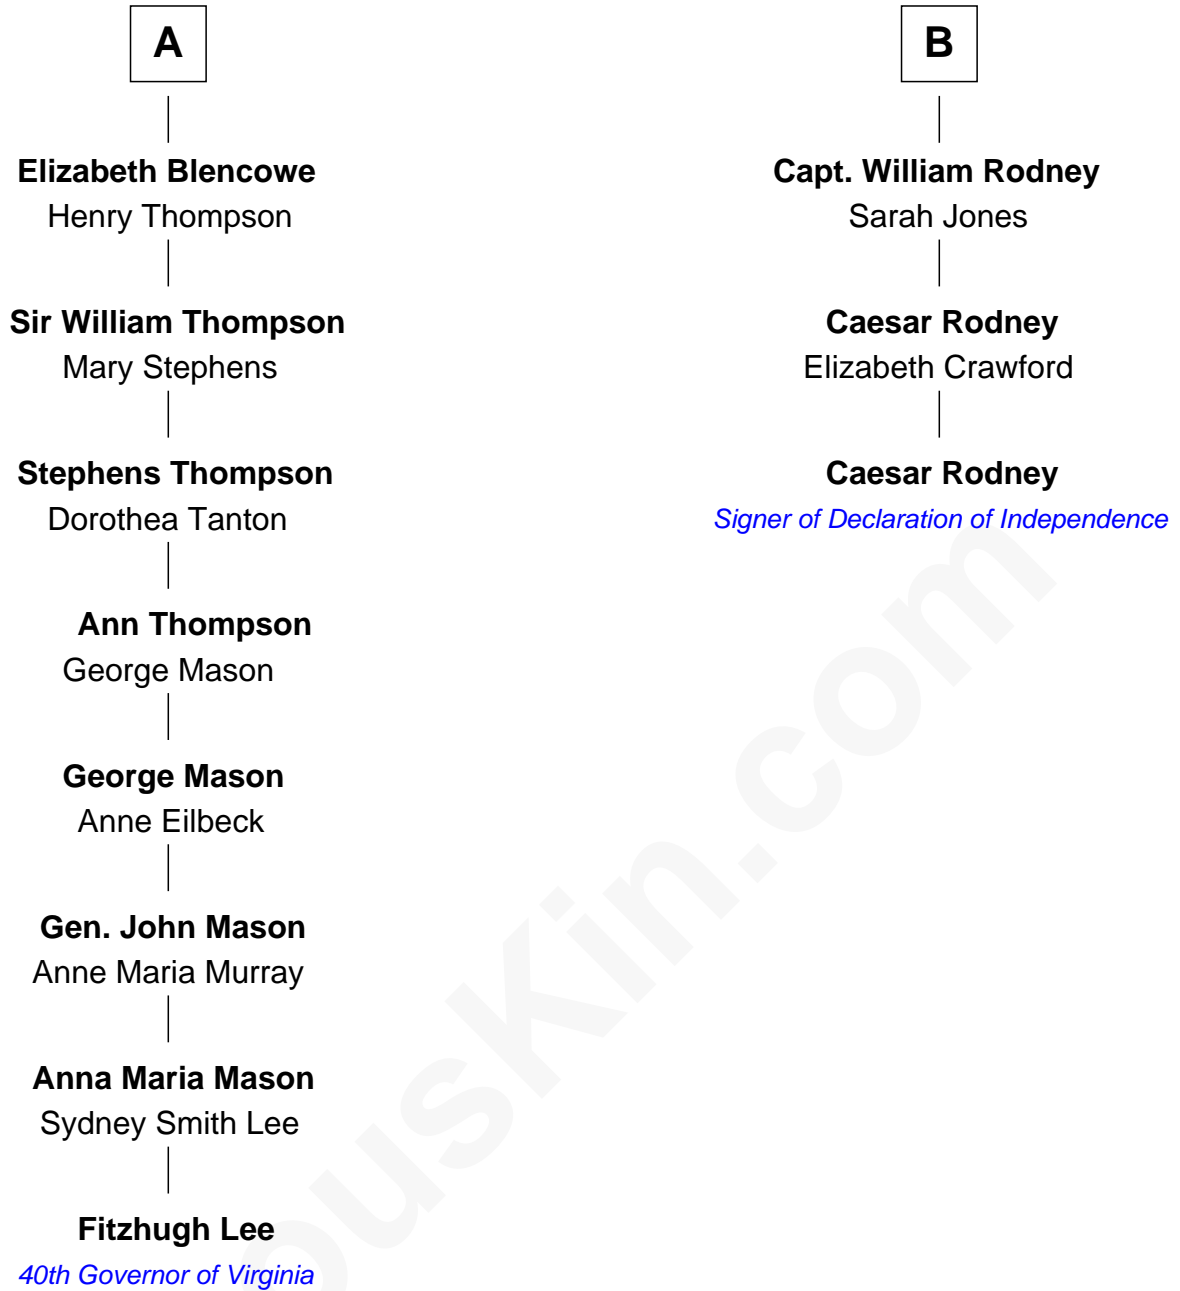 A
Elizabeth Blencowe
Henry Thompson
Sir William Thompson
Mary Stephens
Stephens Thompson
Dorothea Tanton
Ann Thompson
George Mason
George Mason
Anne Eilbeck
Gen. John Mason
Anne Maria Murray
Anna Maria Mason
Sydney Smith Lee
Fitzhugh Lee
40th Governor of Virginia
B
Capt. William Rodney
Sarah Jones
Caesar Rodney
Elizabeth Crawford
Caesar Rodney
Signer of Declaration of Independence
ousKin.com